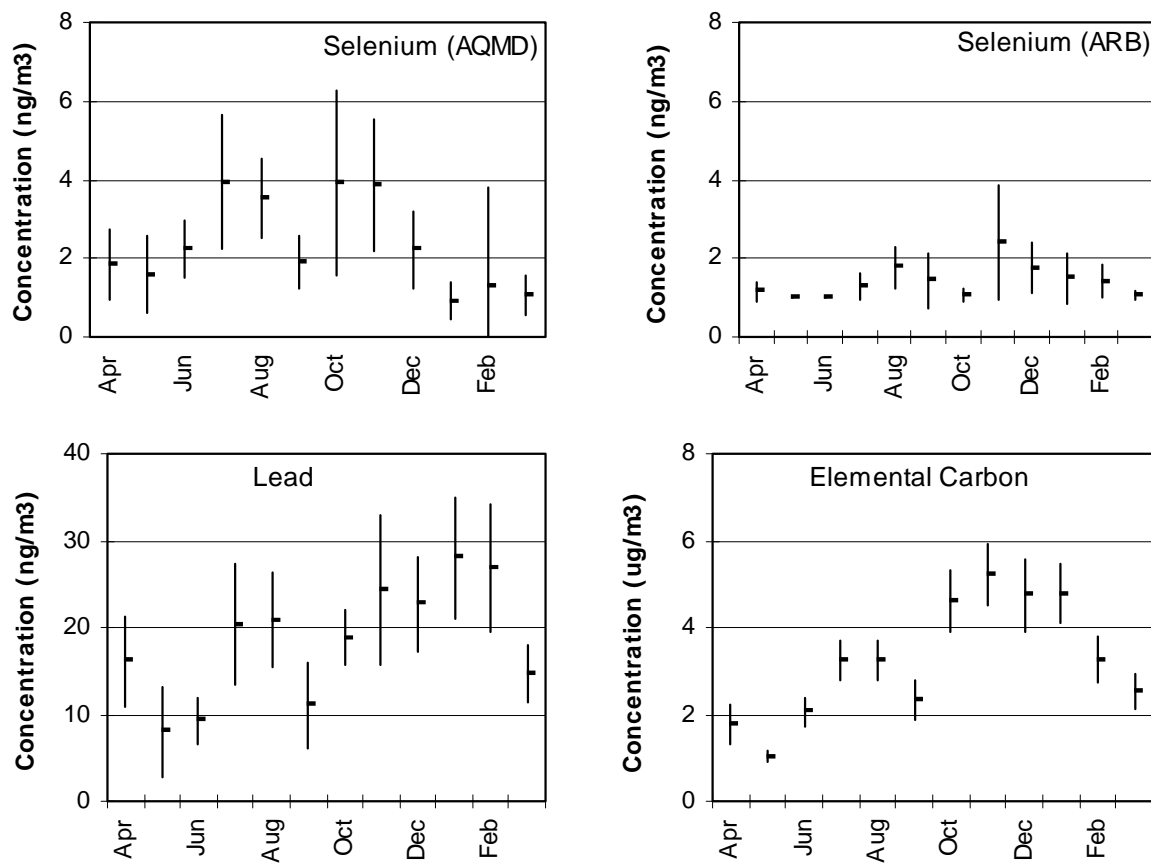 Selenium (AQMD)
Concentration (ng/m3)
8
6
4
2
0
Apr Jun Aug Oct Dec Feb
Selenium (ARB)
Concentration (ng/m3)
8
6
4
2
0
Apr Jun Aug Oct Dec Feb
Lead
Concentration (ng/m3)
40
30
20
10
0
Apr Jun Aug Oct Dec Feb
Elemental Carbon
Concentration (ug/m3)
8
6
4
2
0
Apr Jun Aug Oct Dec Feb